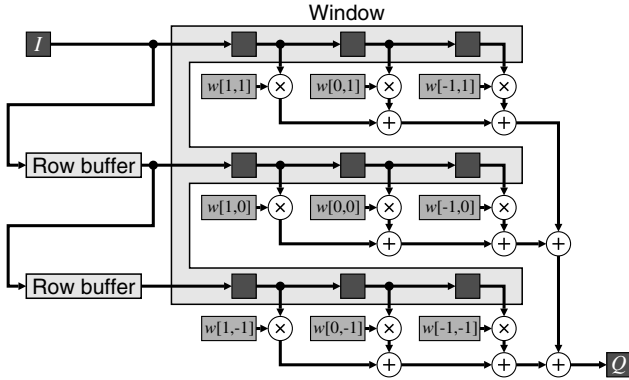 Window
I
w[1,1] × w[0,1] × w[-1,1] ×
+ +
Row buffer
w[1,0] × w[0,0] × w[-1,0] ×
+ + +
Row buffer
w[1,-1] × w[0,-1] × w[-1,-1] ×
+ + + Q